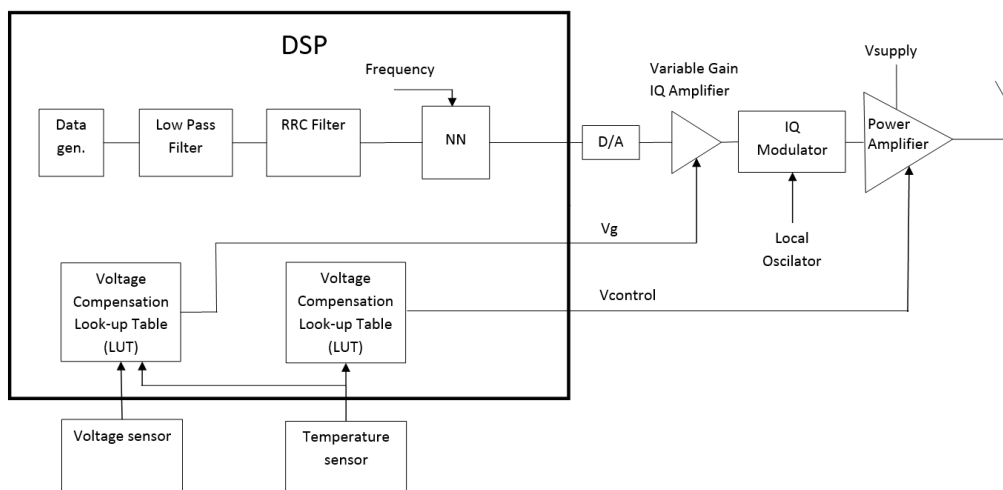 DSP
Vsupply
Frequency
Variable Gain
IQ Amplifier
Data
gen.
Low Pass
Filter
RRC Filter
NN
D/A
IQ
Modulator
Power
Amplifier
Vg
Local
Oscilator
Voltage
Compensation
Look-up Table
(LUT)
Voltage
Compensation
Look-up Table
(LUT)
Vcontrol
Voltage sensor
Temperature
sensor